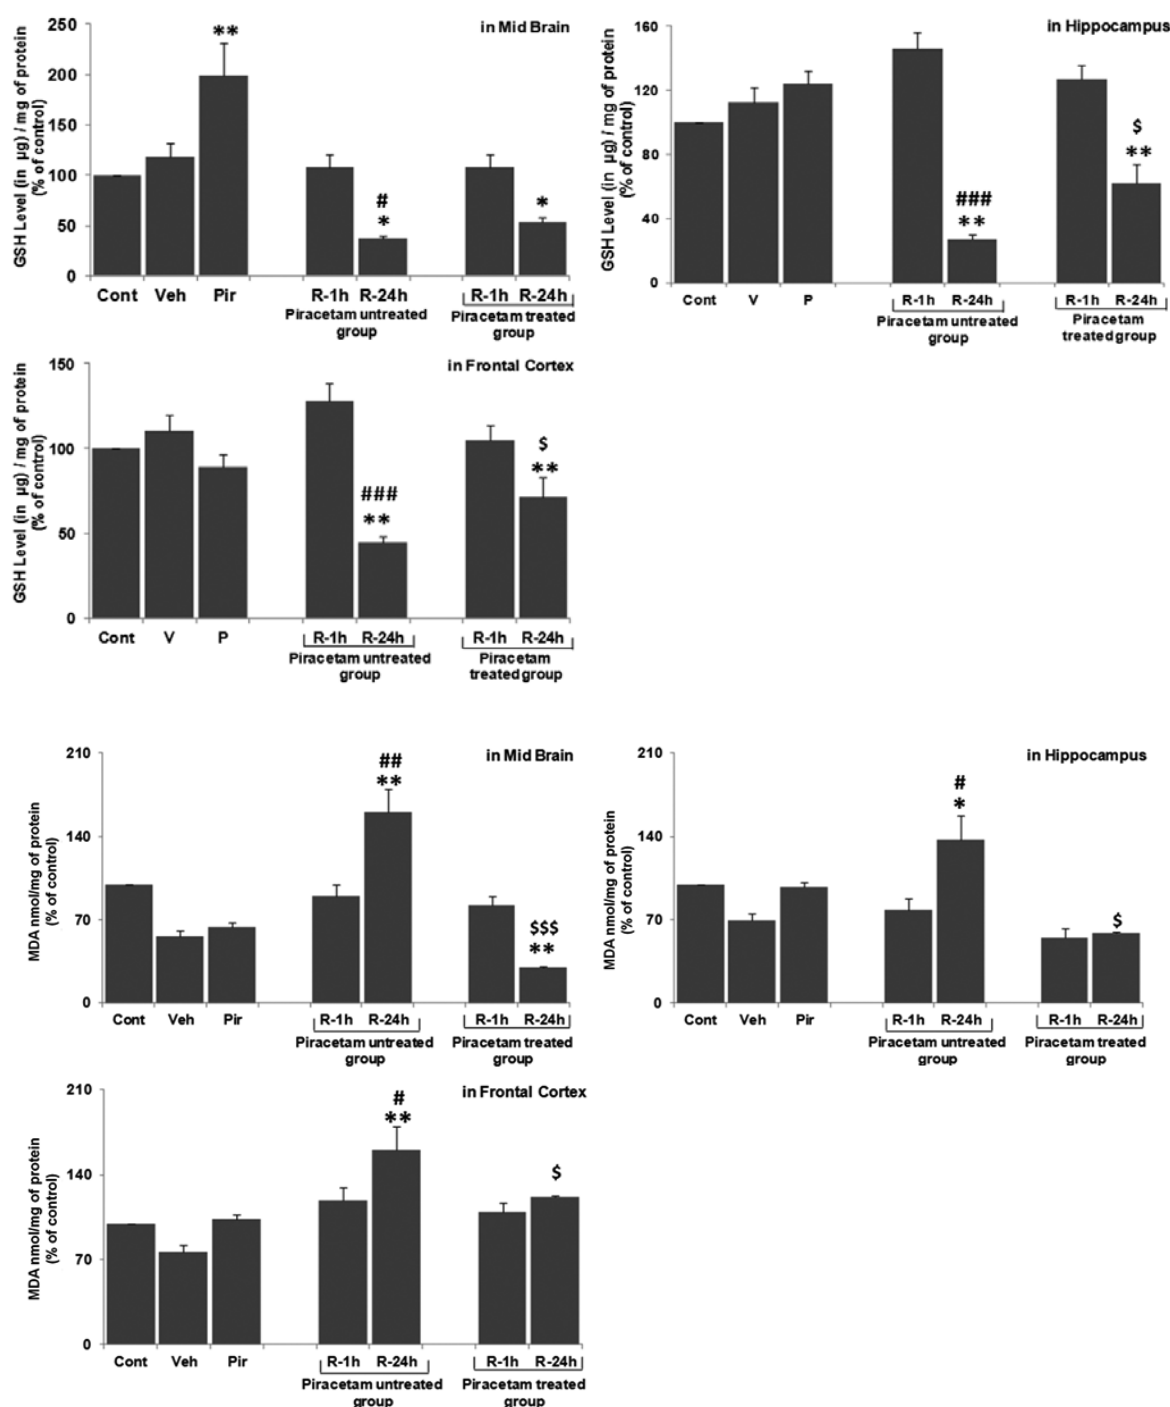 in Mid Brain
GSH Level (in µg) / mg of protein
(% of control)
250
200
150
100
50
0
**
#
*
*
Cont Veh Pir R-1h R-24h R-1h R-24h
Piracetam untreated
group
Piracetam treated
group
in Hippocampus
GSH Level (in µg) / mg of protein
(% of control)
160
120
80
40
0
###
**
$
**
Cont V P R-1h R-24h R-1h R-24h
Piracetam untreated
group
Piracetam
treated group
in Frontal Cortex
GSH Level (in µg) / mg of protein
(% of control)
150
100
50
0
###
**
$
**
Cont V P R-1h R-24h R-1h R-24h
Piracetam untreated
group
Piracetam
treated group
in Mid Brain
MDA nmol/mg of protein
(% of control)
210
140
70
0
##
**
$$$
**
Cont Veh Pir R-1h R-24h R-1h R-24h
Piracetam untreated
group
Piracetam treated
group
in Hippocampus
MDA nmol/mg of protein
(% of control)
210
140
70
0
#
*
$
Cont Veh Pir R-1h R-24h R-1h R-24h
Piracetam untreated
group
Piracetam treated
group
in Frontal Cortex
MDA nmol/mg of protein
(% of control)
210
140
70
0
#
**
$
Cont Veh Pir R-1h R-24h R-1h R-24h
Piracetam untreated
group
Piracetam treated
group